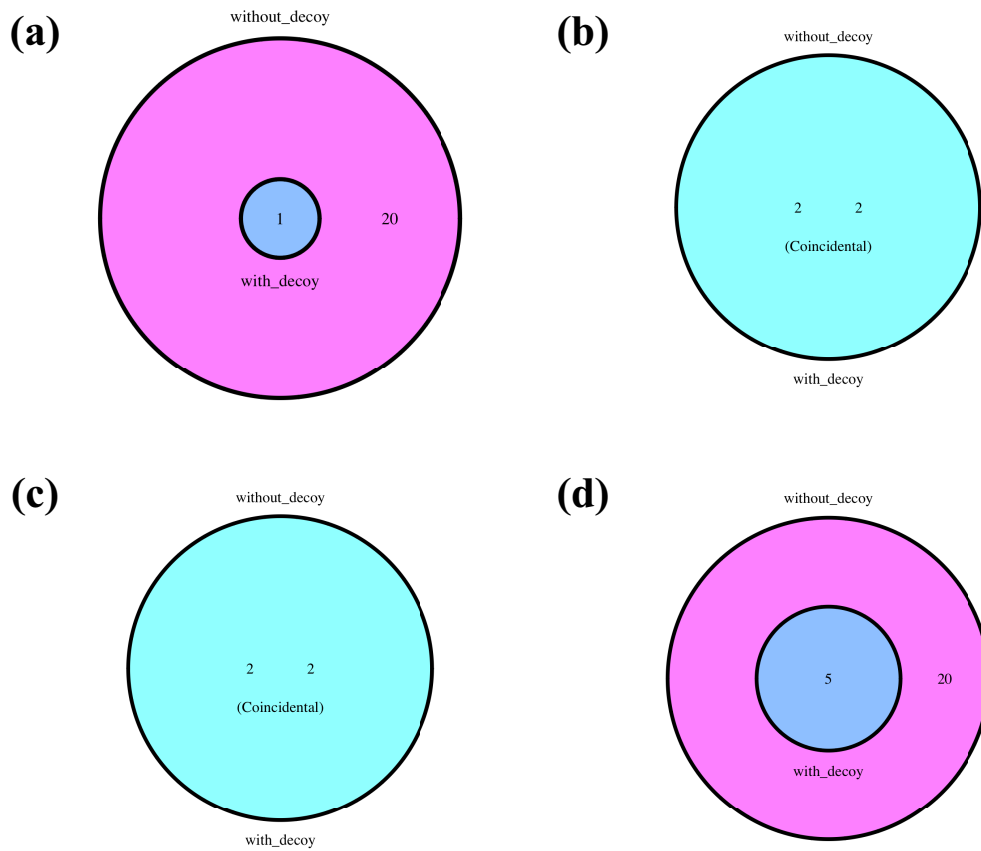 (a)
without_decoy
1
20
with_decoy
(b)
without_decoy
2 2
(Coincidental)
with_decoy
(c)
without_decoy
2 2
(Coincidental)
with_decoy
(d)
without_decoy
5
20
with_decoy